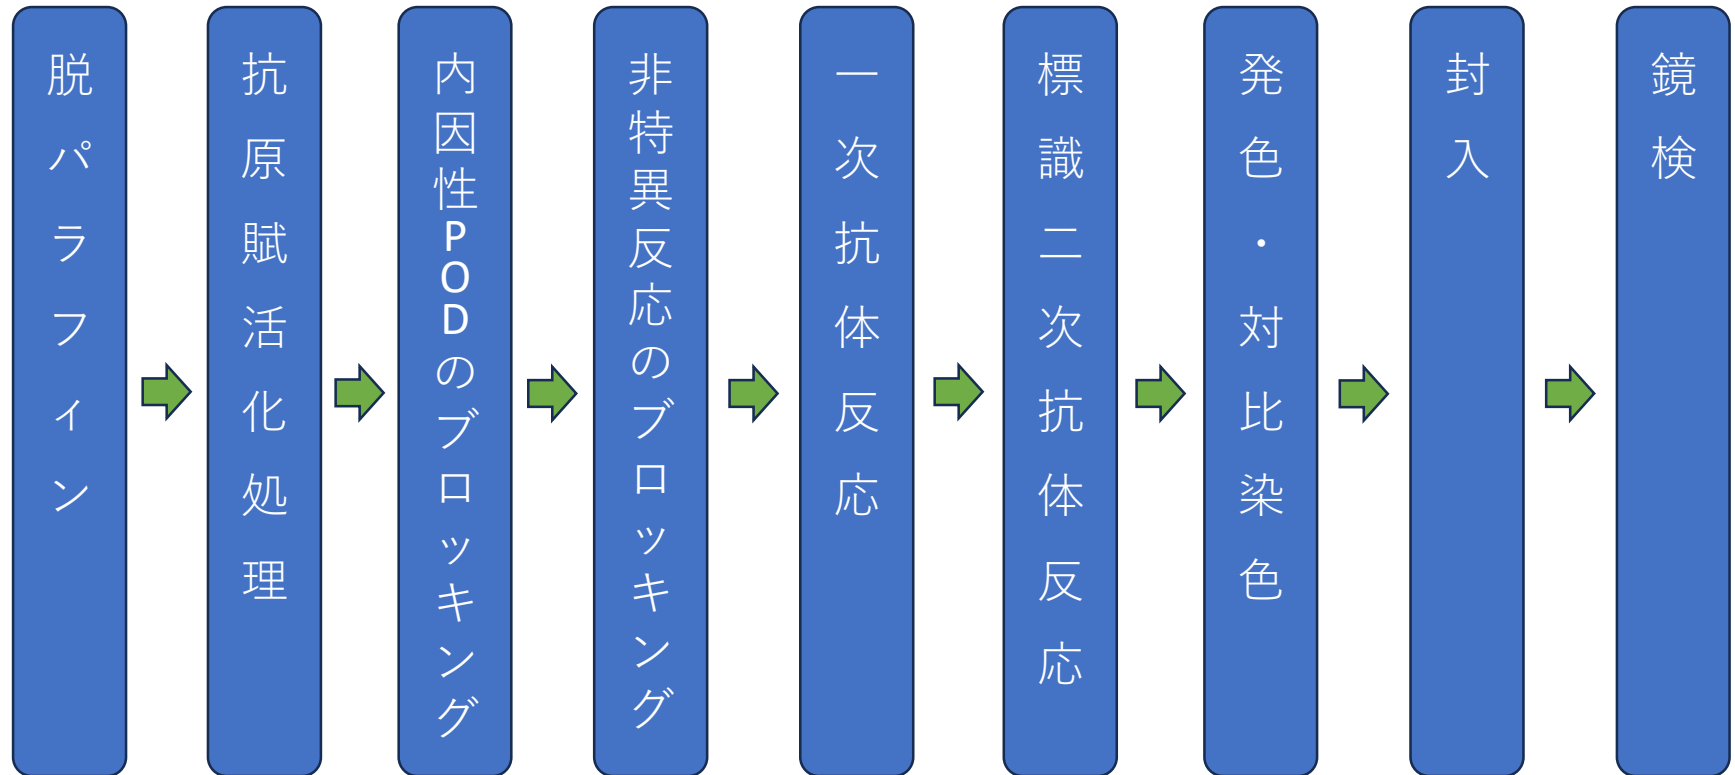 脱パラフィン
抗原賦活化処理
内因性PODのブロッキング
非特異反応のブロッキング
一次抗体反応
標識二次抗体反応
発色・対比染色
封入
鏡検